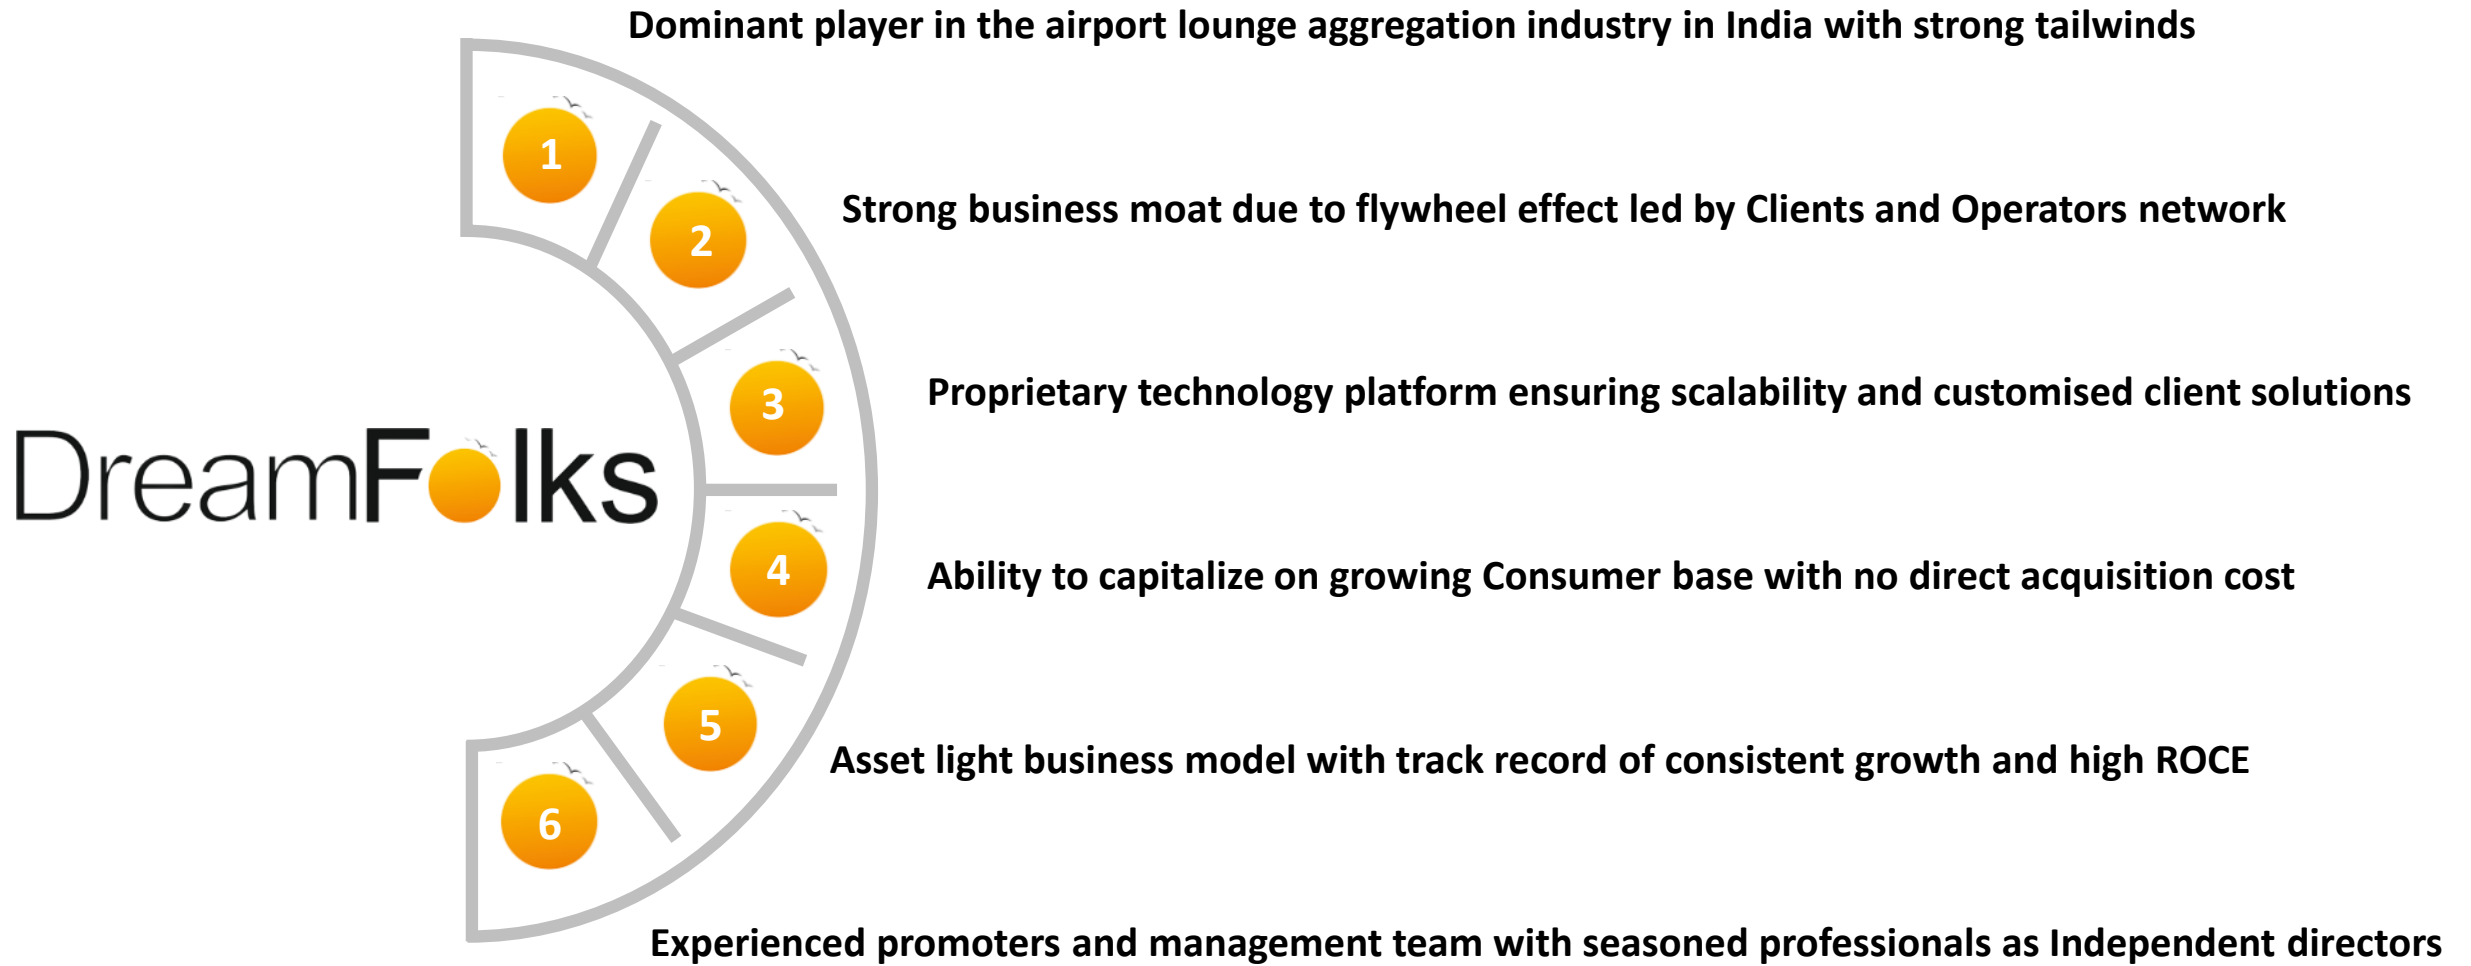 Dominant player in the airport lounge aggregation industry in India with strong tailwinds
1
Strong business moat due to flywheel effect led by Clients and Operators network
2
Proprietary technology platform ensuring scalability and customised client solutions
3
DreamFolks
Ability to capitalize on growing Consumer base with no direct acquisition cost
4
Asset light business model with track record of consistent growth and high ROCE
5
6
Experienced promoters and management team with seasoned professionals as Independent directors